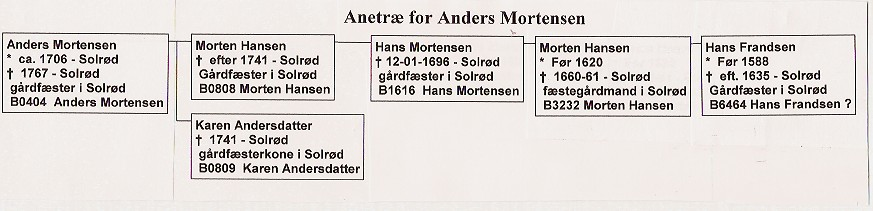 Anetræ for Anders Mortensen
Anders Mortensen
* ca. 1706 - Solrød
† 1767 - Solrød
gårdfæster i Solrød
B0404 Anders Mortensen
Morten Hansen
† efter 1741 - Solrød
Gårdfæster i Solrød
B0808 Morten Hansen
Karen Andersdatter
† 1741 - Solrød
gårdfæsterkone i Solrød
B0809 Karen Andersdatter
Hans Mortensen
† 12-01-1696 - Solrød
gårdfæster i Solrød
B1616 Hans Mortensen
Morten Hansen
* Før 1620
† 1660-61 - Solrød
fæstegårdmand i Solrød
B3232 Morten Hansen
Hans Frandsen
* Før 1588
† eft. 1635 - Solrød
Gårdfæster i Solrød
B6464 Hans Frandsen ?